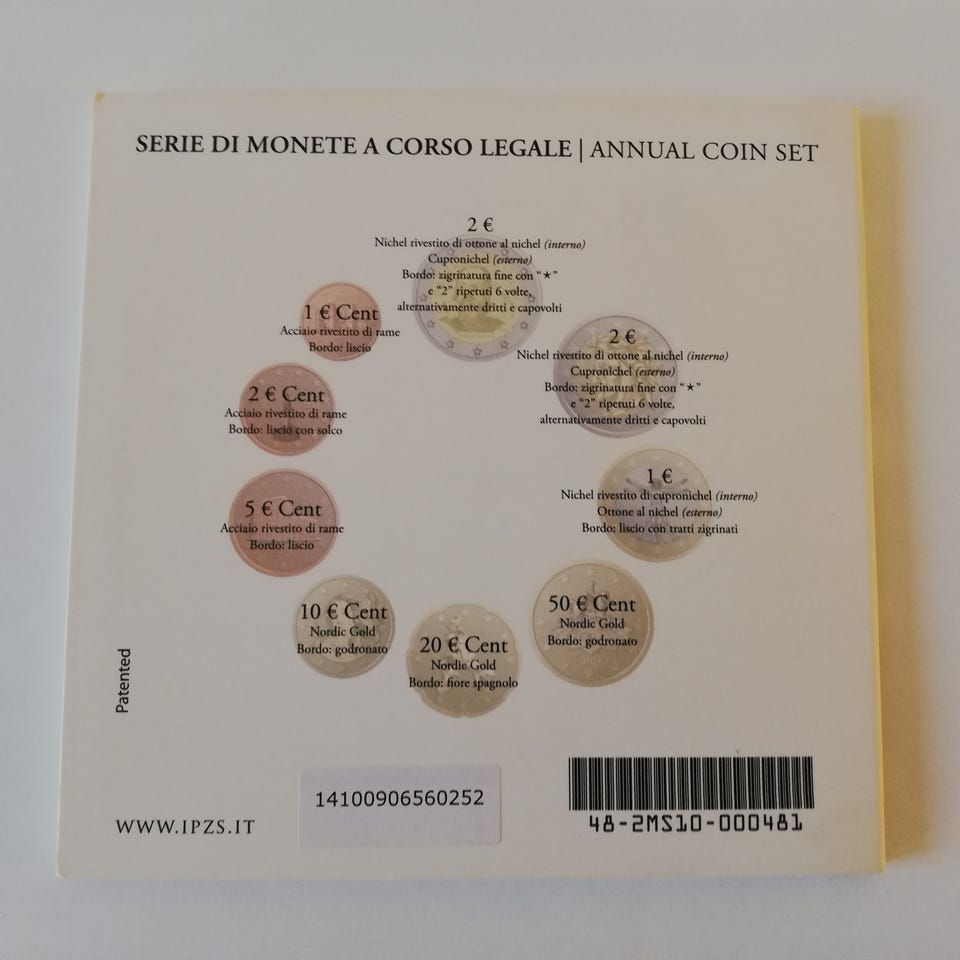 SERIE DI MONETE A CORSO LEGALE | ANNUAL COIN SET
2 €
Nichel rivestito di ottone al nichel (interno)
Cupronichel (esterno)
Bordo: zigrinatura fine con “★”
e “2” ripetuti 6 volte,
alternativamente dritti e capovolti
2 €
Nichel rivestito di ottone al nichel (interno)
Cupronichel (esterno)
Bordo: zigrinatura fine con “★”
e “2” ripetuti 6 volte,
alternativamente dritti e capovolti
1 €
Nichel rivestito di cupronichel (interno)
Ottone al nichel (esterno)
Bordo: liscio con tratti zigrinati
50 € Cent
Nordic Gold
Bordo: godronato
20 € Cent
Nordic Gold
Bordo: fiore spagnolo
10 € Cent
Nordic Gold
Bordo: godronato
5 € Cent
Acciaio rivestito di rame
Bordo: liscio
2 € Cent
Acciaio rivestito di rame
Bordo: liscio con solco
1 € Cent
Acciaio rivestito di rame
Bordo: liscio
Patented
WWW.IPZS.IT
14100906560252
48-2MS10-000481